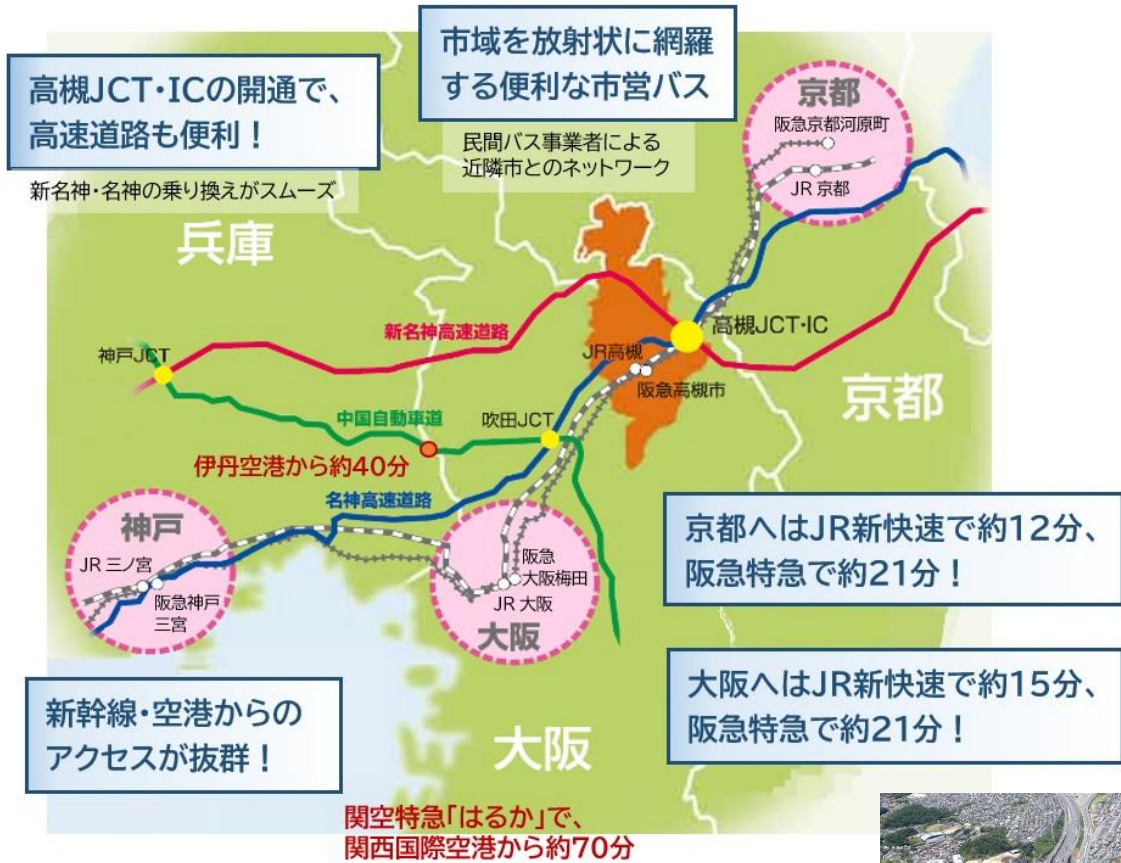 高槻JCT・ICの開通で、
高速道路も便利！
新名神・名神の乗り換えがスムーズ
市域を放射状に網羅
する便利な市営バス
民間バス事業者による
近隣市とのネットワーク
京都
阪急京都河原町
JR 京都
兵庫
新名神高速道路
高槻JCT・IC
神戸JCT
JR高槻
阪急高槻市
京都
中国自動車道
吹田JCT
伊丹空港から約40分
名神高速道路
神戸
JR 三ノ宮
阪急神戸
三宮
阪急
大阪梅田
JR 大阪
大阪
京都へはJR新快速で約12分、
阪急特急で約21分！
大阪へはJR新快速で約15分、
阪急特急で約21分！
新幹線・空港からの
アクセスが抜群！
大阪
関空特急「はるか」で、
関西国際空港から約70分